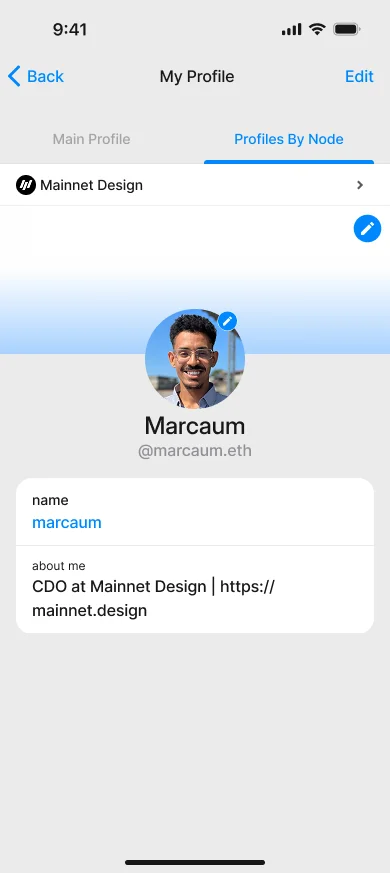 9:41
Back
My Profile
Edit
Main Profile
Profiles By Node
Mainnet Design
Marcaum
@marcaum.eth
name
marcaum
about me
CDO at Mainnet Design | https://
mainnet.design